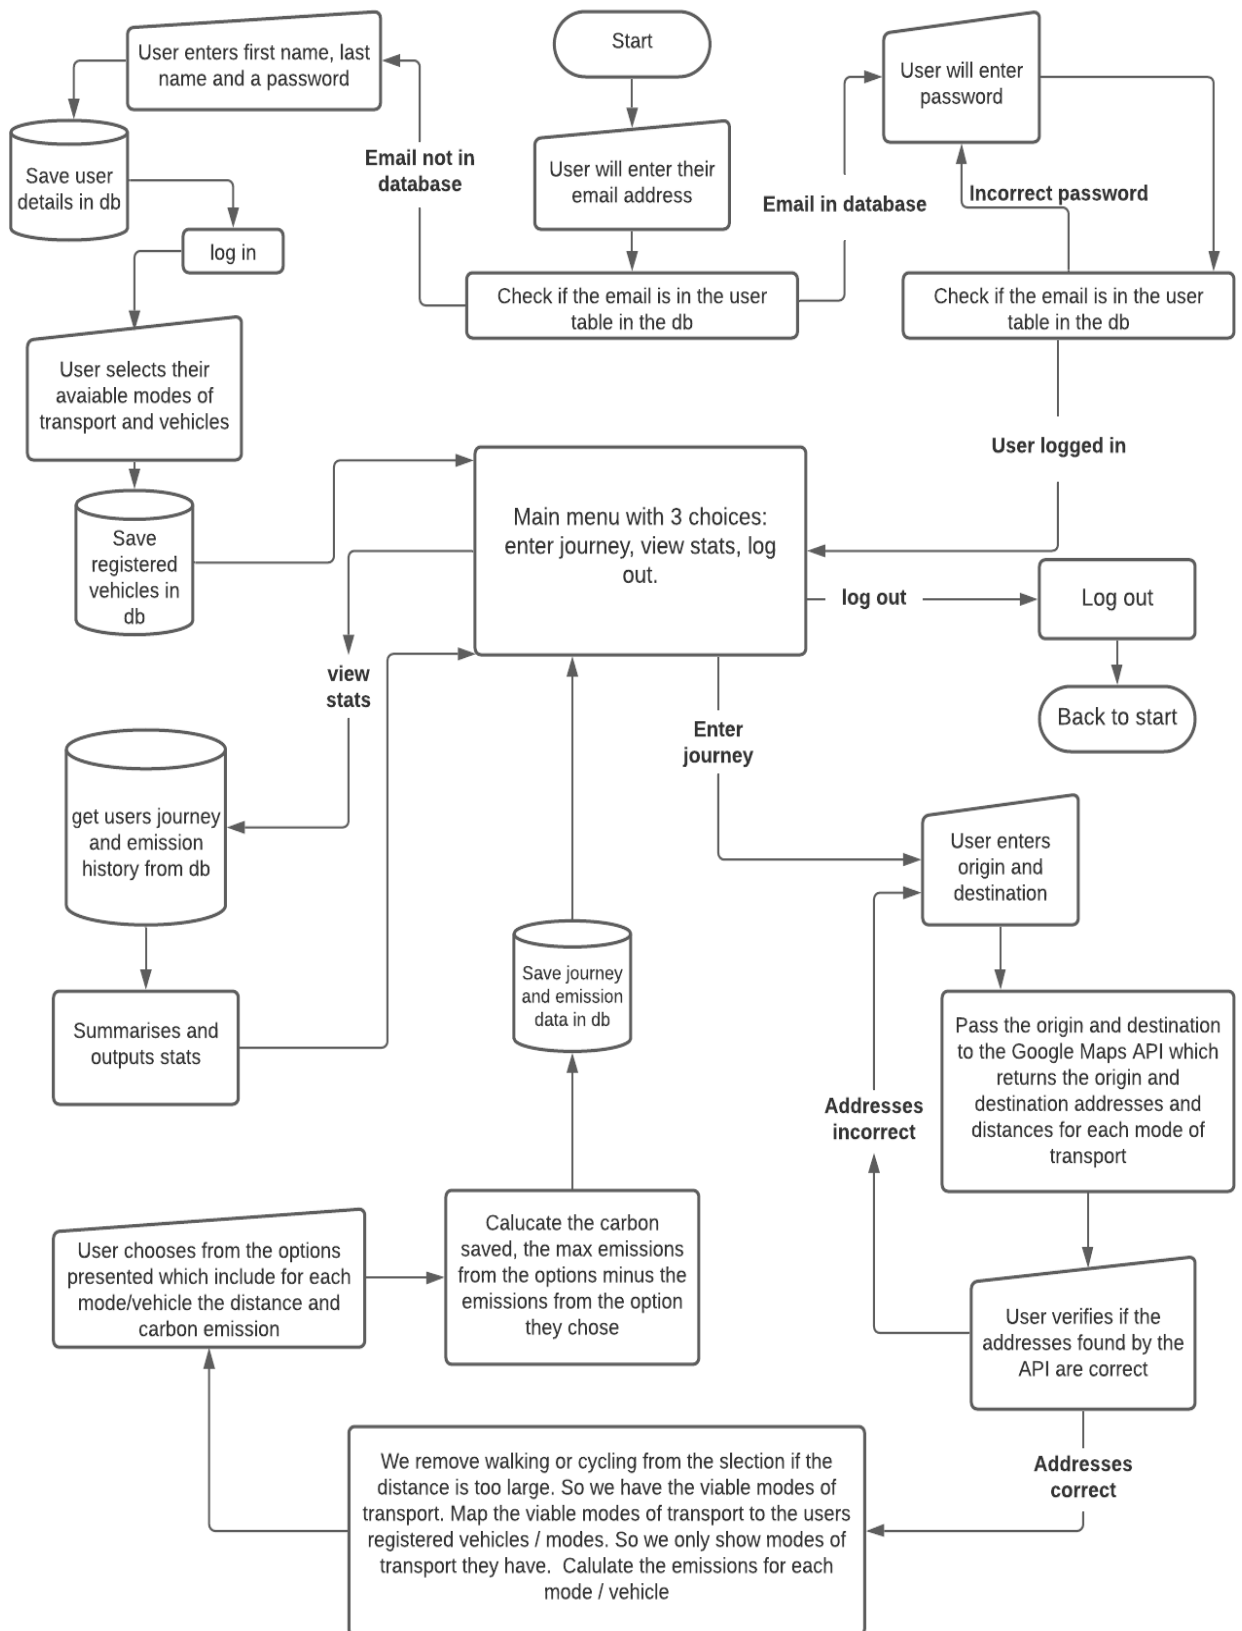 Start
User will enter their
email address
Check if the email is in the user
table in the db
Email not in
database
User enters first name, last
name and a password
Save user
details in db
log in
User selects their
avaiable modes of
transport and vehicles
Save
registered
vehicles in
db
Email in database
User will enter
password
Incorrect password
Check if the email is in the user
table in the db
User logged in
Main menu with 3 choices:
enter journey, view stats, log
out.
log out
Log out
Back to start
view
stats
get users journey
and emission
history from db
Summarises and
outputs stats
Enter
journey
User enters
origin and
destination
Pass the origin and destination
to the Google Maps API which
returns the origin and
destination addresses and
distances for each mode of
transport
Addresses
incorrect
User verifies if the
addresses found by the
API are correct
Addresses
correct
We remove walking or cycling from the slection if the
distance is too large. So we have the viable modes of
transport. Map the viable modes of transport to the users
registered vehicles / modes. So we only show modes of
transport they have.  Calulate the emissions for each
mode / vehicle
User chooses from the options
presented which include for each
mode/vehicle the distance and
carbon emission
Calucate the carbon
saved, the max emissions
from the options minus the
emissions from the option
they chose
Save journey
and emission
data in db